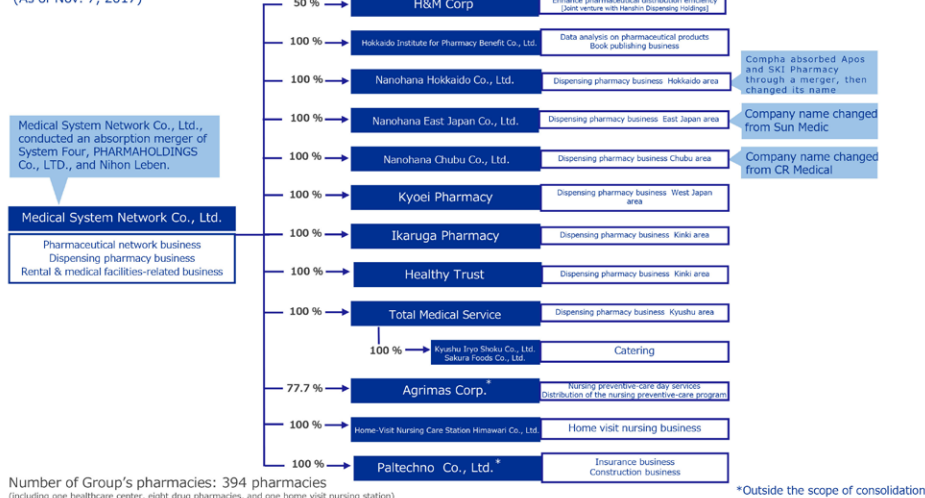 (As of Nov. 7, 2017)
50 %
H&M Corp
Enhance pharmaceutical distribution efficiency
[Joint venture with Hanshin Dispensing Holdings]
100 %
Hokkaido Institute for Pharmacy Benefit Co., Ltd.
Data analysis on pharmaceutical products
Book publishing business
100 %
Nanohana Hokkaido Co., Ltd.
Dispensing pharmacy business Hokkaido area
Compha absorbed Apos
and SKI Pharmacy
through a merger, then
changed its name
100 %
Nanohana East Japan Co., Ltd.
Dispensing pharmacy business East Japan area
Company name changed
from Sun Medic
Medical System Network Co., Ltd.,
conducted an absorption merger of
System Four, PHARMAHOLDINGS
Co., LTD., and Nihon Leben.
100 %
Nanohana Chubu Co., Ltd.
Dispensing pharmacy business Chubu area
Company name changed
from CR Medical
100 %
Kyoei Pharmacy
Dispensing pharmacy business West Japan
area
Medical System Network Co., Ltd.
Pharmaceutical network business
Dispensing pharmacy business
Rental & medical facilities-related business
100 %
Ikaruga Pharmacy
Dispensing pharmacy business Kinki area
100 %
Healthy Trust
Dispensing pharmacy business Kinki area
100 %
Total Medical Service
Dispensing pharmacy business Kyushu area
100 %
Kyushu Iryo Shoku Co., Ltd.
Sakura Foods Co., Ltd.
Catering
77.7 %
Agrimas Corp.*
Nursing preventive-care day services
Distribution of the nursing preventive-care program
100 %
Home-Visit Nursing Care Station Himawari Co., Ltd.
Home visit nursing business
100 %
Paltechno Co., Ltd.*
Insurance business
Construction business
Number of Group's pharmacies: 394 pharmacies
(including one healthcare center, eight drug pharmacies, and one home visit nursing station)
*Outside the scope of consolidation